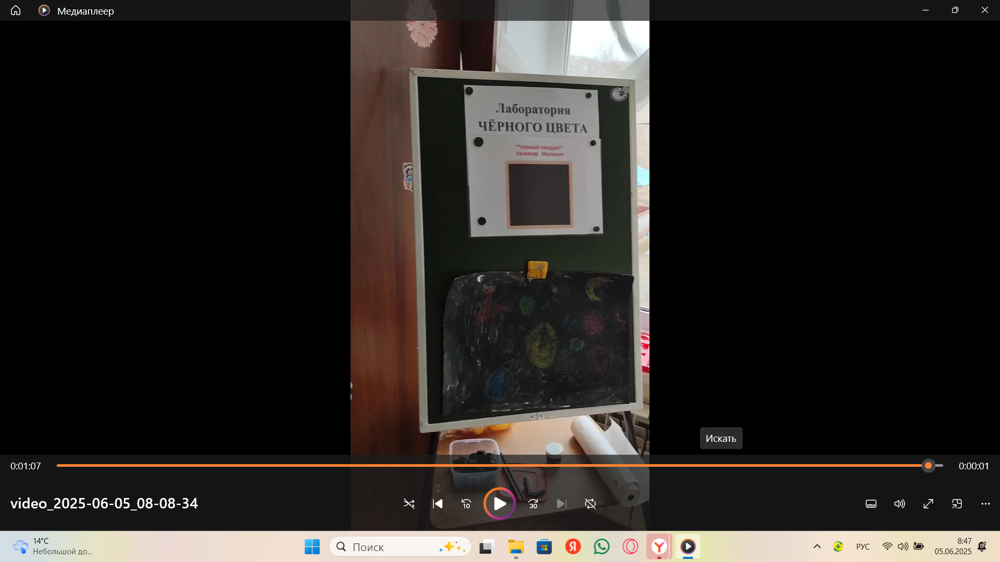 Медиаплеер
Лаборатория
ЧЁРНОГО ЦВЕТА
"Черный квадрат"
Казимир Малевич
Искать
0:01:07
0:00:01
video_2025-06-05_08-08-34
10
30
14°C
Небольшой до...
Поиск
РУС
8:47
05.06.2025